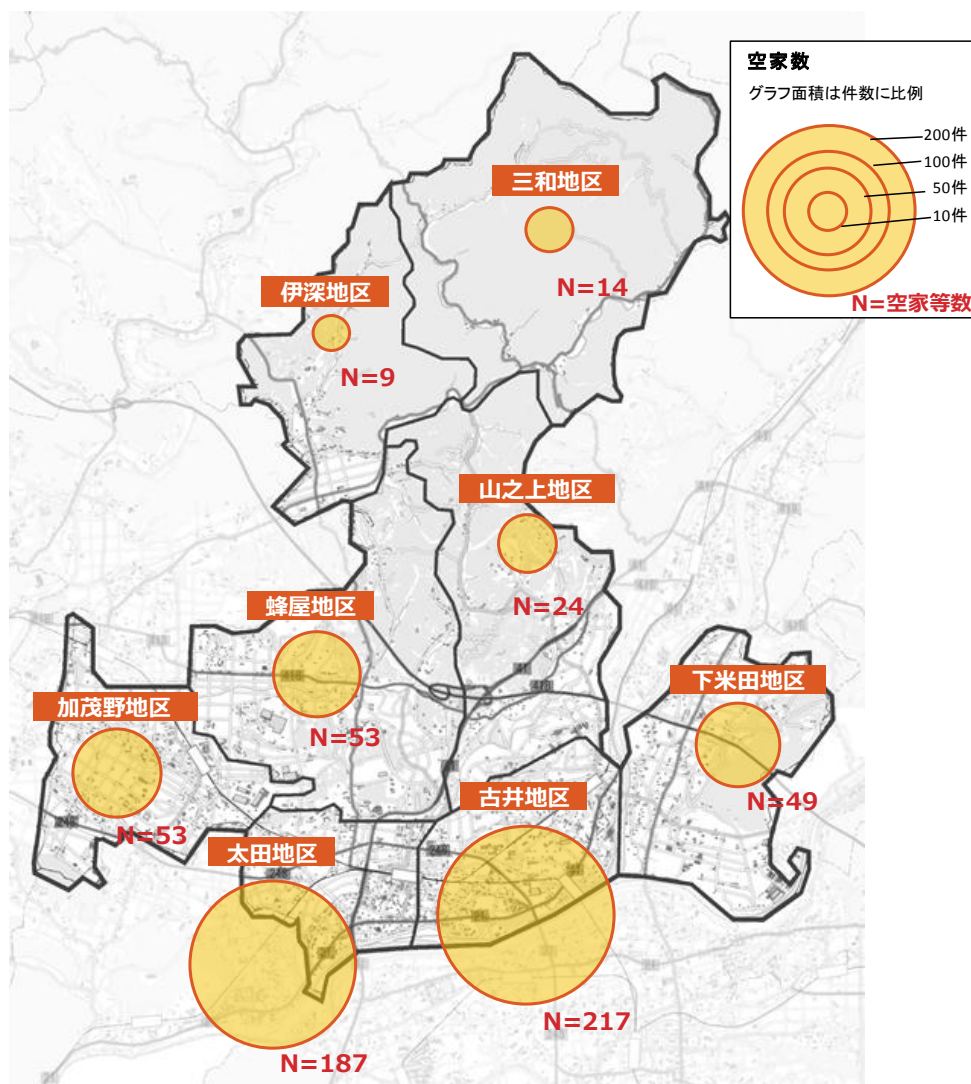 空家数
グラフ面積は件数に比例
200件
100件
50件
10件
N=空家等数
三和地区
N=14
伊深地区
N=9
山之上地区
N=24
蜂屋地区
N=53
下米田地区
N=49
加茂野地区
N=53
古井地区
N=217
太田地区
N=187